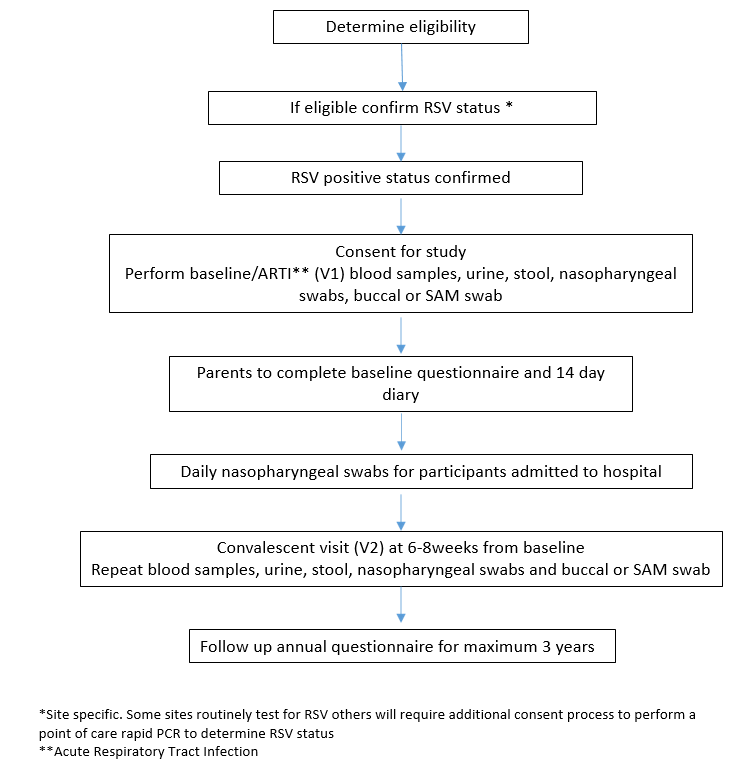 Determine eligibility
If eligible confirm RSV status *
RSV positive status confirmed
Consent for study
Perform baseline/ARTI** (V1) blood samples, urine, stool, nasopharyngeal
swabs, buccal or SAM swab
Parents to complete baseline questionnaire and 14 day
diary
Daily nasopharyngeal swabs for participants admitted to hospital
Convalescent visit (V2) at 6-8weeks from baseline
Repeat blood samples, urine, stool, nasopharyngeal swabs and buccal or SAM swab
Follow up annual questionnaire for maximum 3 years
*Site specific. Some sites routinely test for RSV others will require additional consent process to perform a
point of care rapid PCR to determine RSV status
**Acute Respiratory Tract Infection